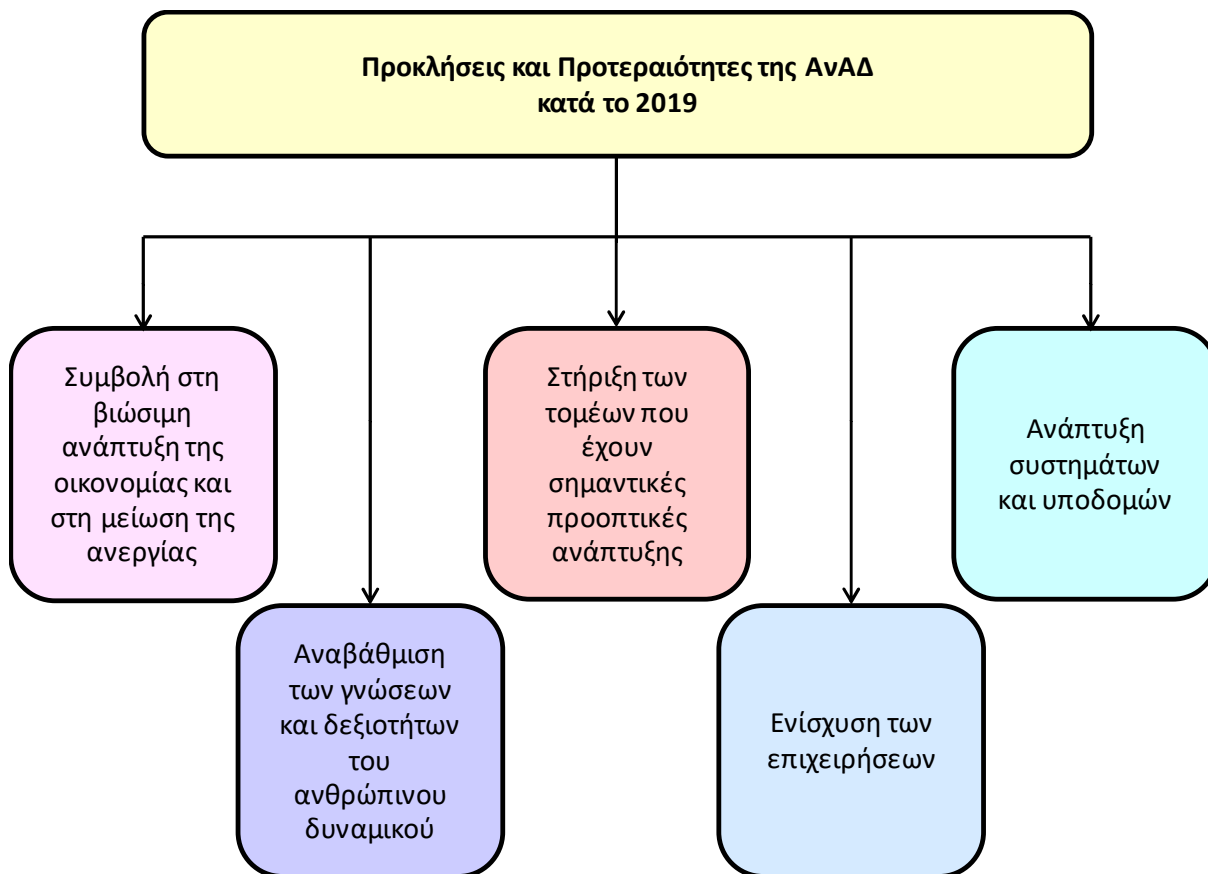 Προκλήσεις και Προτεραιότητες της ΑνΑΔ
κατά το 2019
Συμβολή στη
βιώσιμη
ανάπτυξη της
οικονομίας και
στη μείωση της
ανεργίας
Αναβάθμιση
των γνώσεων
και δεξιοτήτων
του
ανθρώπινου
δυναμικού
Στήριξη των
τομέων που
έχουν
σημαντικές
προοπτικές
ανάπτυξης
Ενίσχυση των
επιχειρήσεων
Ανάπτυξη
συστημάτων
και υποδομών